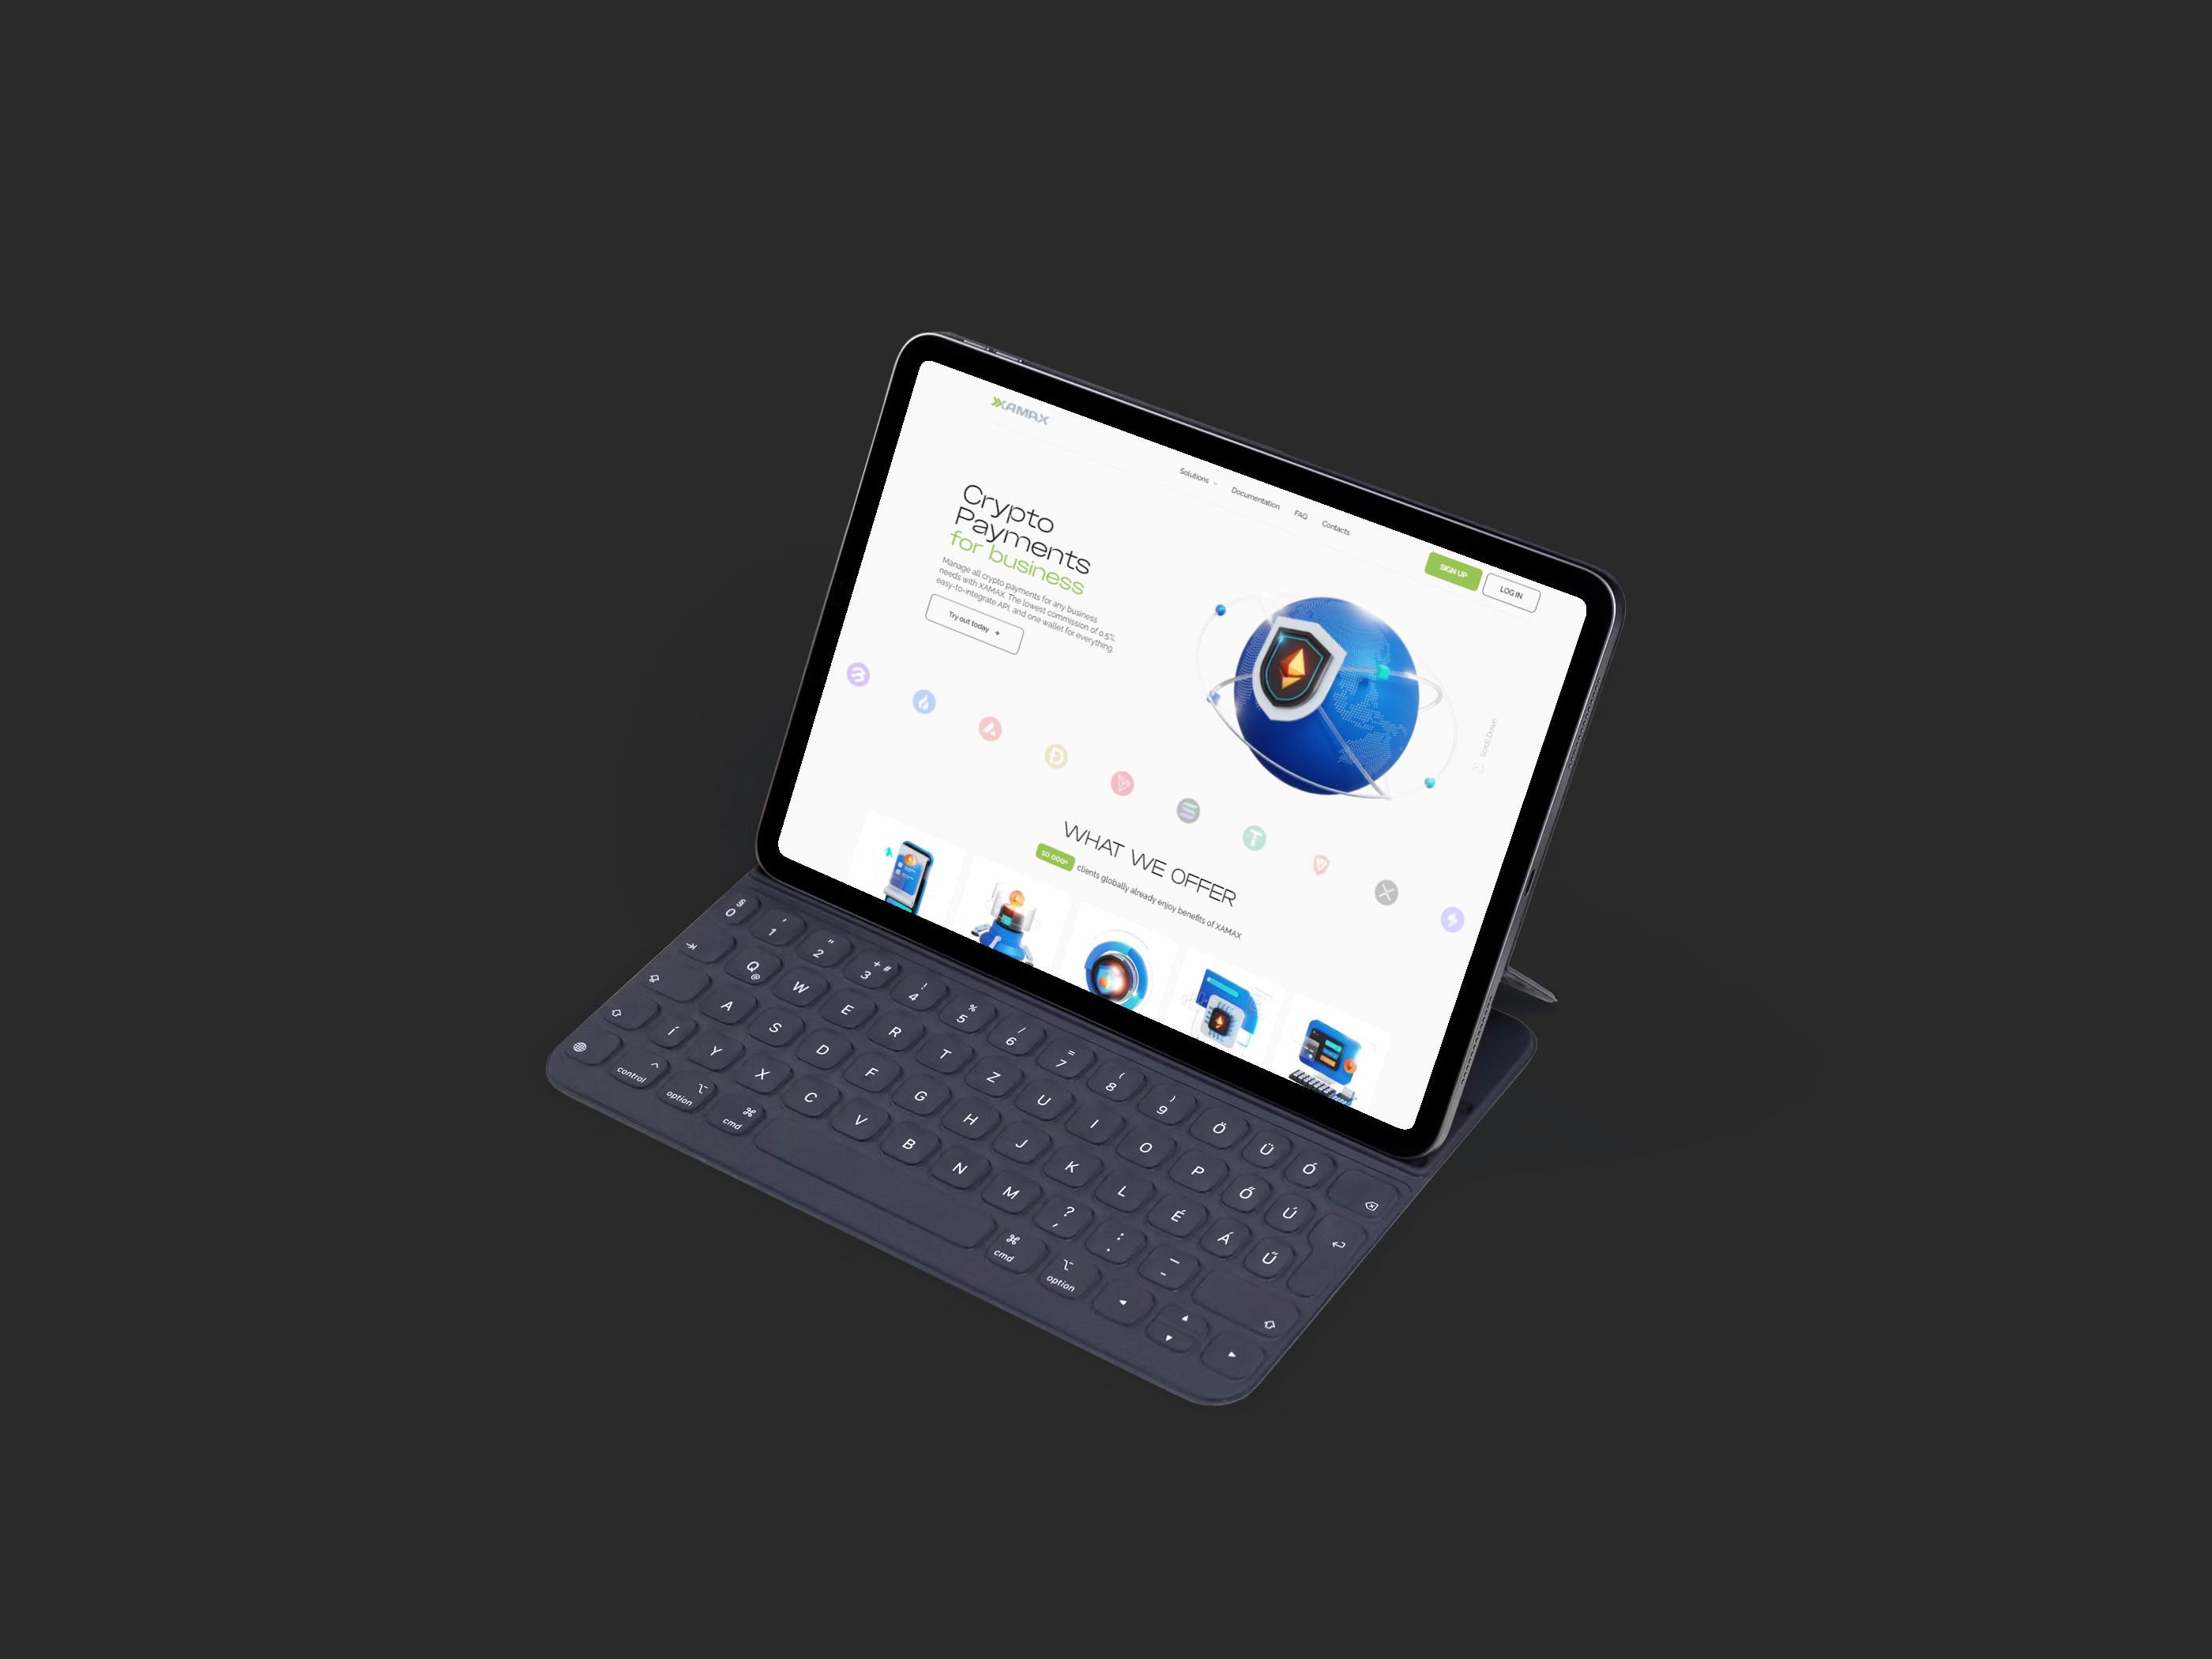 XAMAX
Solutions Documentation FAQ Contacts
SIGN UP LOG IN
Crypto
Payments
for business
Manage all crypto payments for any business
needs with XAMAX. The lowest commission of 0.5%,
easy-to-integrate API, and one wallet for everything.
Try out today →
Scroll Down
WHAT WE OFFER
10 000+ clients globally already enjoy benefits of XAMAX
§ 0 ' 1 " 2 + # 3 ! 4 % 5 / 6 = 7 ( 8 ) 9 Ö Ü Ó
Q @ W E R T Z U I O P Ő Ú
A S D F G H J K L É Á Ű
Í Y X C V B N M ? , : . _ -
control ^ option cmd ⌘ cmd ⌘ option